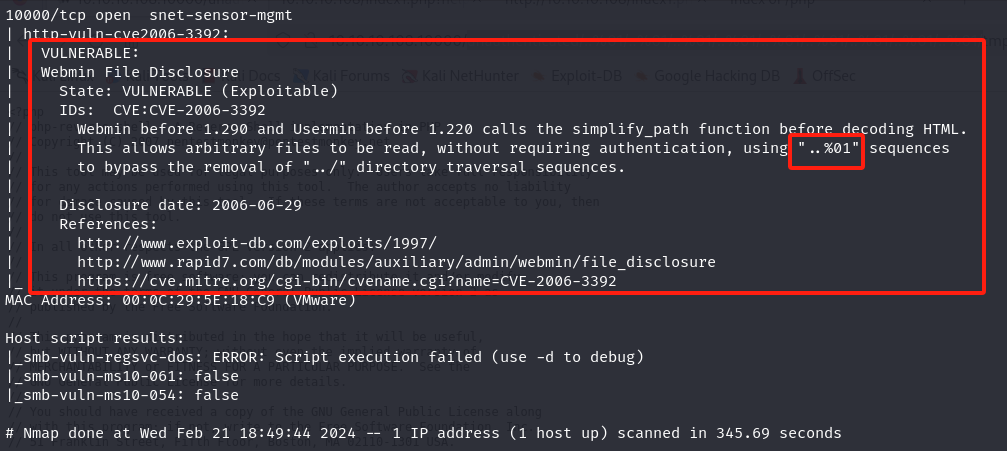 10000/tcp open  snet-sensor-mgmt
| http-vuln-cve2006-3392:
|   VULNERABLE:
|   Webmin File Disclosure
|     State: VULNERABLE (Exploitable)
|     IDs:  CVE:CVE-2006-3392
|       Webmin before 1.290 and Usermin before 1.220 calls the simplify_path function before decoding HTML.
|       This allows arbitrary files to be read, without requiring authentication, using "..%01" sequences
|       to bypass the removal of "../" directory traversal sequences.
|
|     Disclosure date: 2006-06-29
|     References:
|       http://www.exploit-db.com/exploits/1997/
|       http://www.rapid7.com/db/modules/auxiliary/admin/webmin/file_disclosure
|_      https://cve.mitre.org/cgi-bin/cvename.cgi?name=CVE-2006-3392
MAC Address: 00:0C:29:5E:18:C9 (VMware)
Host script results:
|_smb-vuln-regsvc-dos: ERROR: Script execution failed (use -d to debug)
|_smb-vuln-ms10-061: false
|_smb-vuln-ms10-054: false
# Nmap done at Wed Feb 21 18:49:44 2024 -- 1 IP address (1 host up) scanned in 345.69 seconds